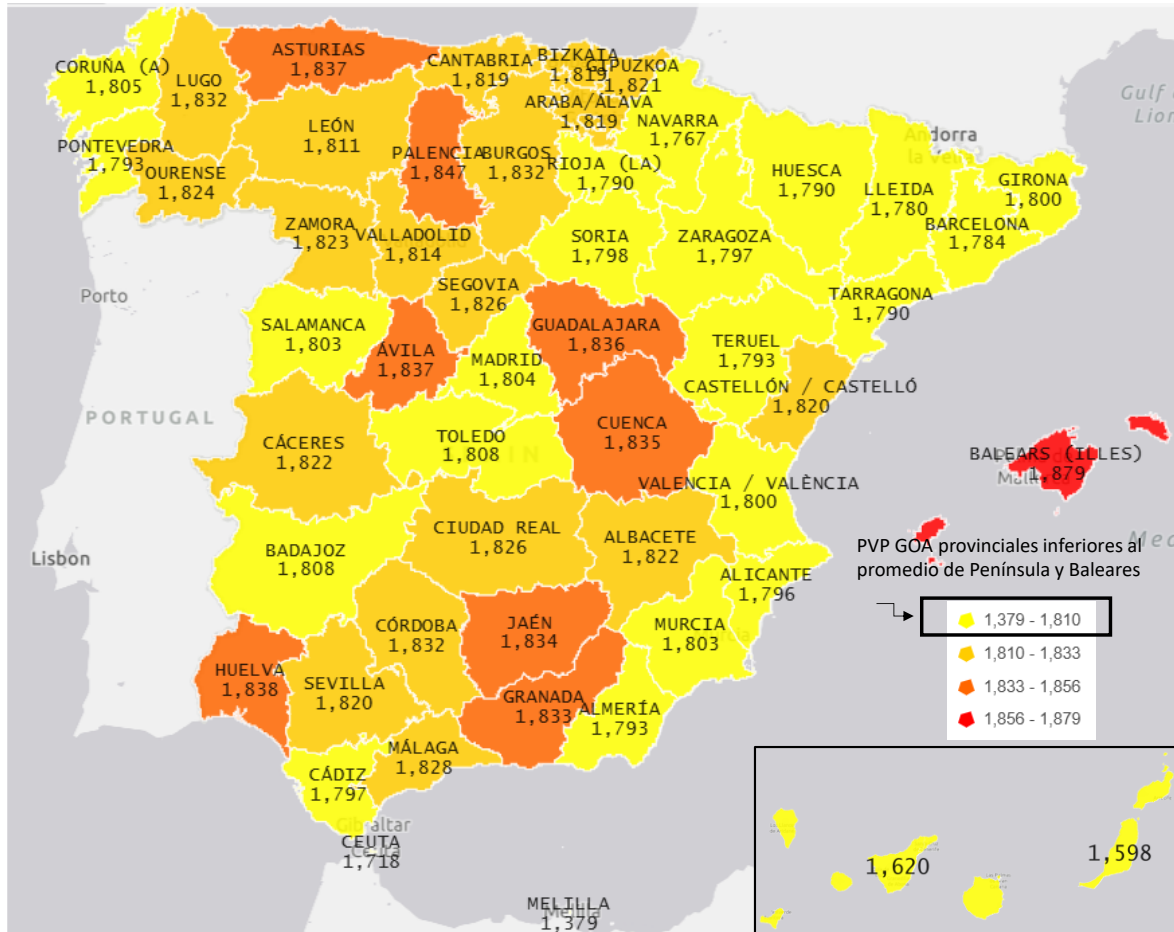 ASTURIAS
1,837
CORUÑA (A)
1,805
LUGO
1,832
CANTABRIA
1,819
BIZKAIA
1,819
GIPUZKOA
1,821
ARABA/ÁLAVA
1,819
NAVARRA
1,767
Gulf
Lion
Andorra
la Vella
PONTEVEDRA
1,793
OURENSE
1,824
LEÓN
1,811
PALENCIA
1,847
BURGOS
1,832
RIOJA (LA)
1,790
HUESCA
1,790
LLEIDA
1,780
GIRONA
1,800
BARCELONA
1,784
ZAMORA
1,823
VALLADOLID
1,814
SORIA
1,798
ZARAGOZA
1,797
Porto
SEGOVIA
1,826
TARRAGONA
1,790
SALAMANCA
1,803
ÁVILA
1,837
MADRID
1,804
GUADALAJARA
1,836
TERUEL
1,793
CASTELLÓN / CASTELLÓ
1,820
PORTUGAL
CÁCERES
1,822
TOLEDO
1,808
CUENCA
1,835
BALEARS (ILLES)
1,879
VALENCIA / VALÈNCIA
1,800
Lisbon
BADAJOZ
1,808
CIUDAD REAL
1,826
ALBACETE
1,822
ALICANTE
1,796
PVP GOA provinciales inferiores al
promedio de Península y Baleares
1,379 - 1,810
1,810 - 1,833
1,833 - 1,856
1,856 - 1,879
CÓRDOBA
1,832
JAÉN
1,834
MURCIA
1,803
HUELVA
1,838
SEVILLA
1,820
GRANADA
1,833
ALMERÍA
1,793
MÁLAGA
1,828
CÁDIZ
1,797
Gibraltar
CEUTA
Ceuta
1,718
MELILLA
Melilla
1,379
1,620
1,598